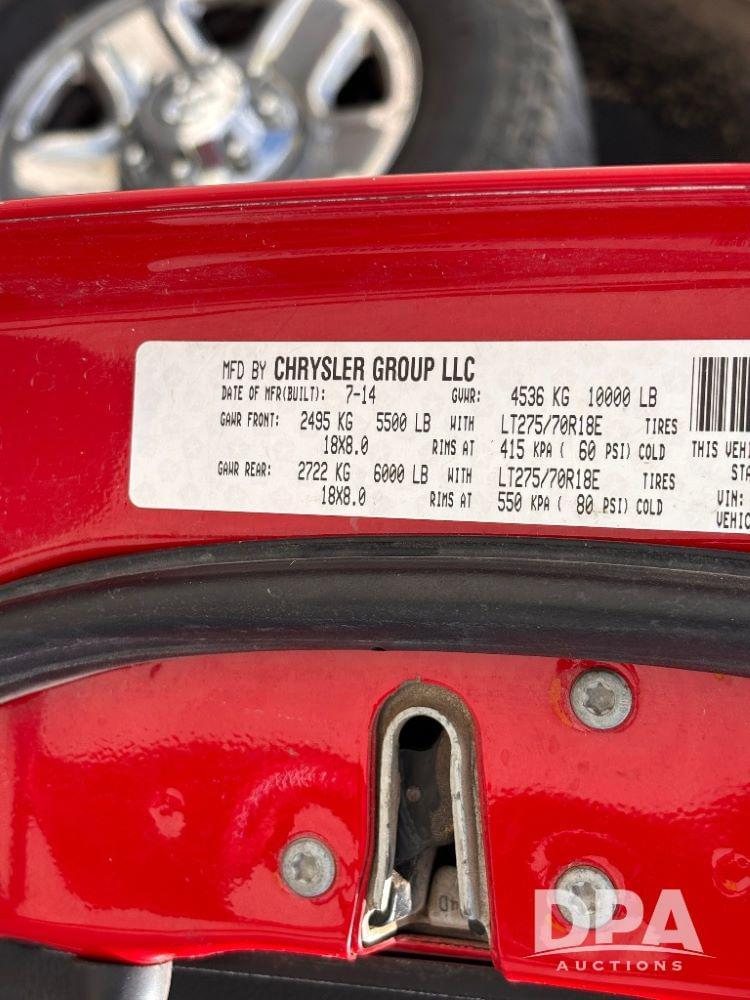 MFD BY CHRYSLER GROUP LLC
DATE OF MFR(BUILT): 7-14 GVWR: 4536 KG 10000 LB
GAWR FRONT: 2495 KG 5500 LB WITH LT275/70R18E TIRES
18X8.0 RIMS AT 415 KPA ( 60 PSI) COLD
GAWR REAR: 2722 KG 6000 LB WITH LT275/70R18E TIRES
18X8.0 RIMS AT 550 KPA ( 80 PSI) COLD
THIS VEHI
STA
VIN:
VEHIC
4D
DPA
AUCTIONS